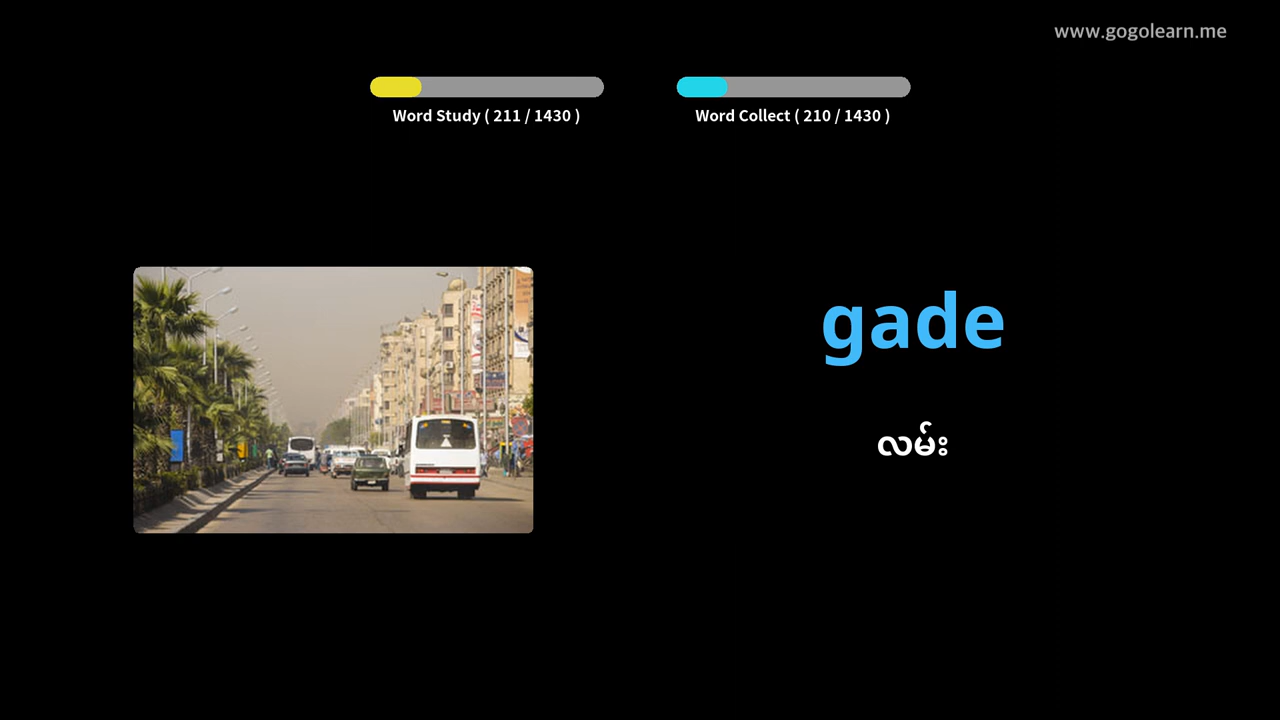 www.gogolearn.me
Word Study ( 211 / 1430 )
Word Collect ( 210 / 1430 )
gade
လမ်း